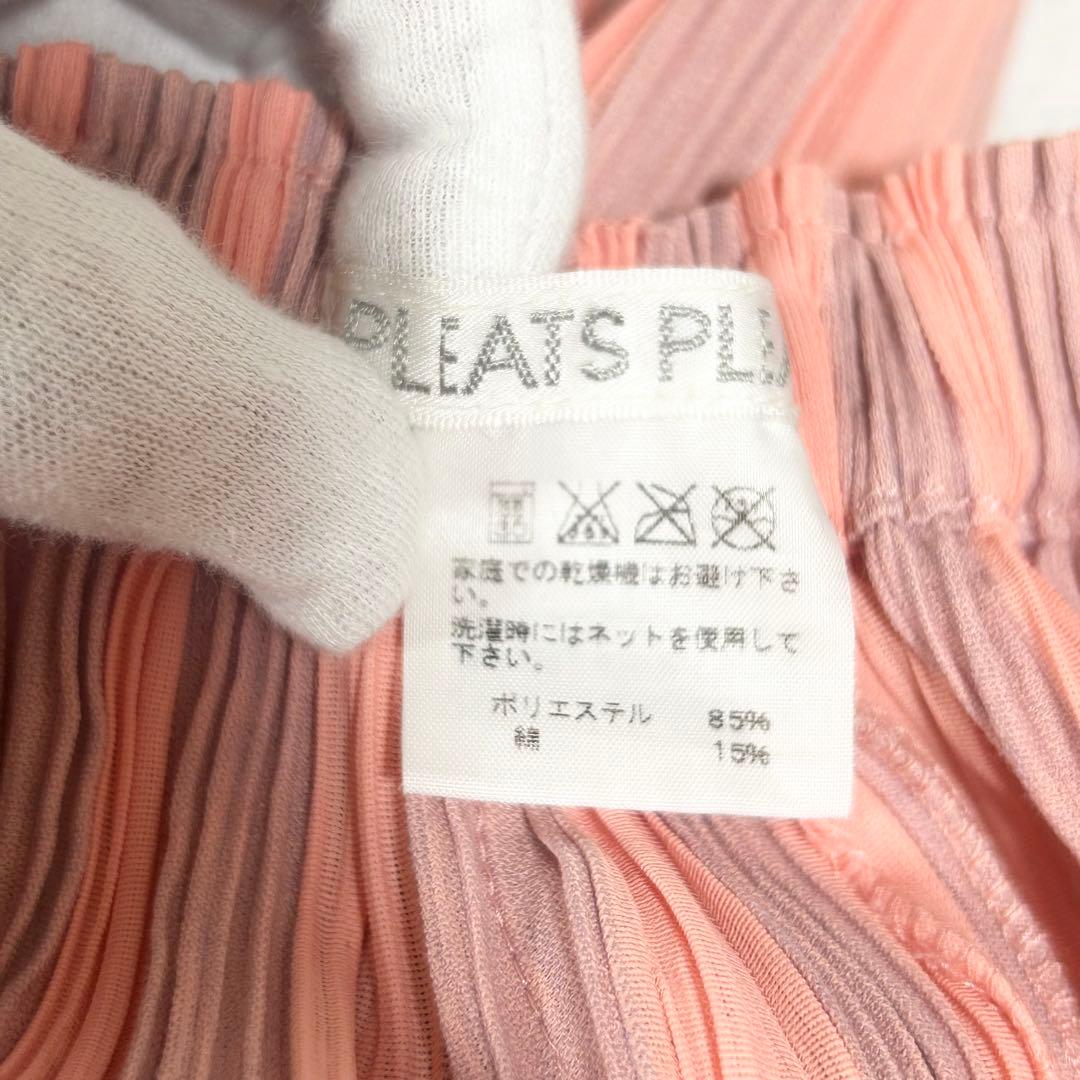 PLEATS PLEA
家庭での乾燥機はお避け下さ
い。
洗濯時にはネットを使用して
下さい。
ポリエステル 85%
綿 15%